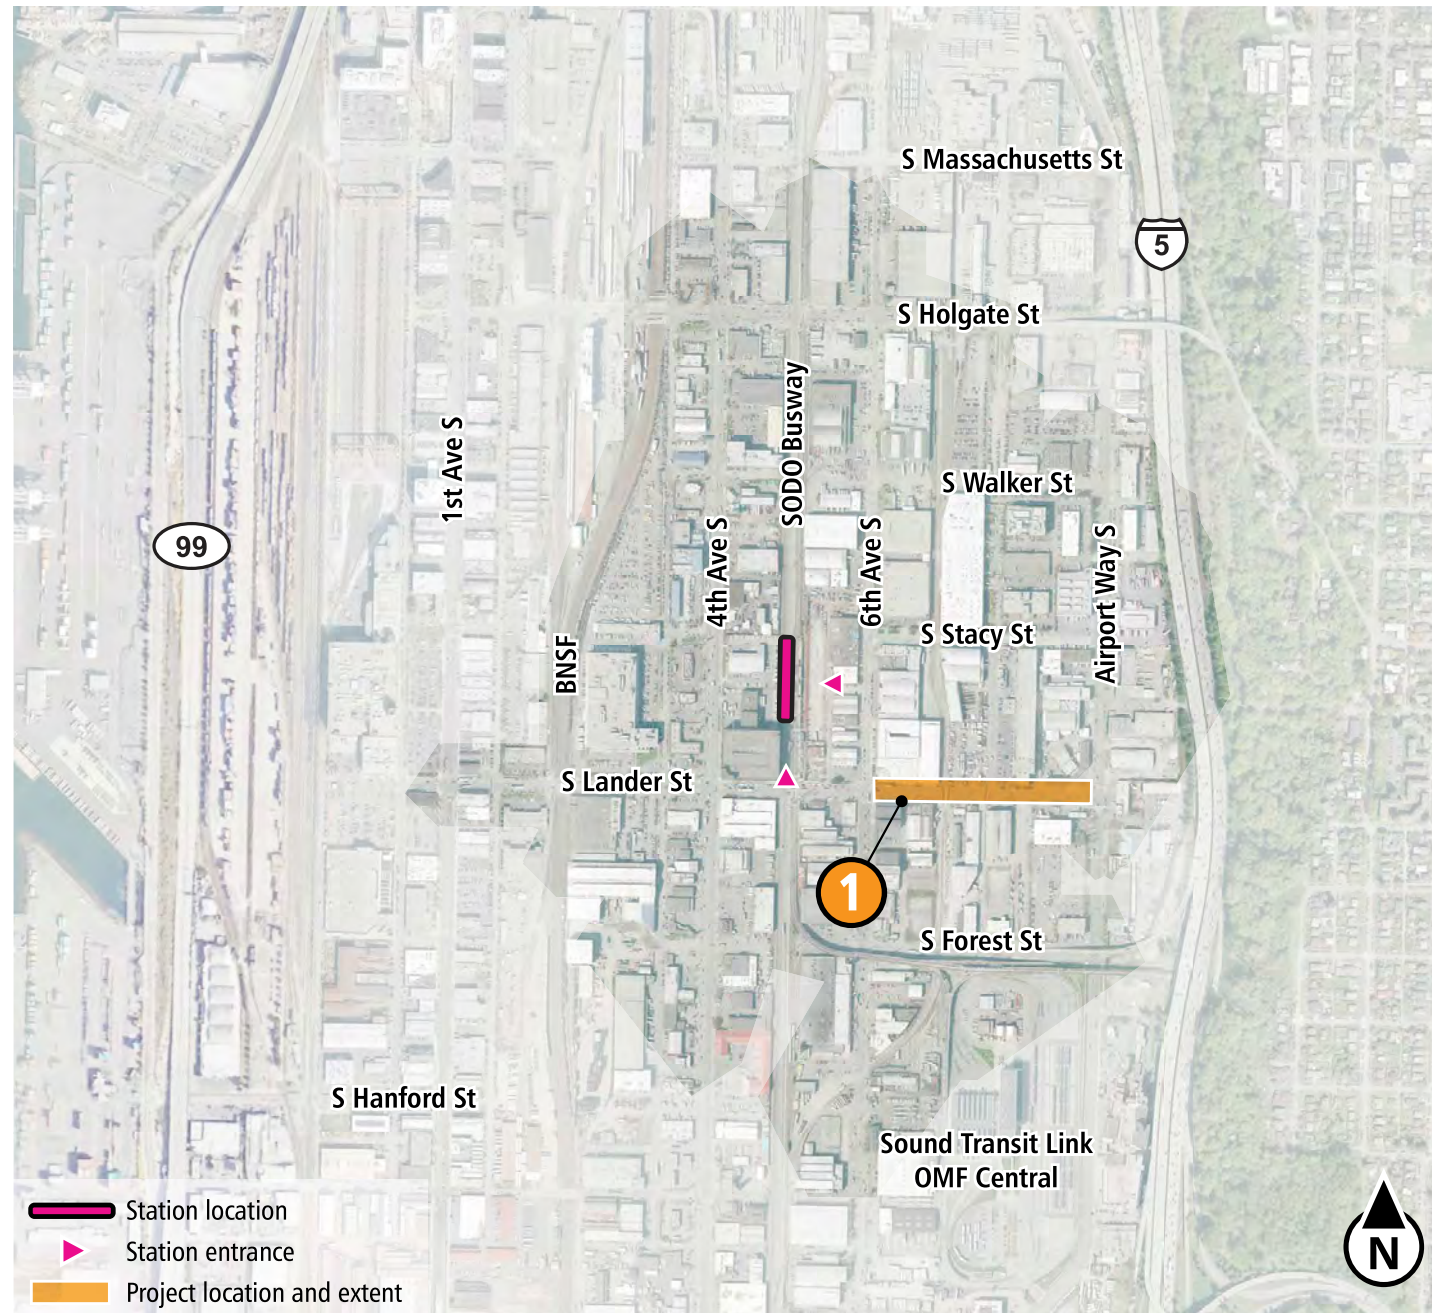 S Massachusetts St
5
S Holgate St
SODO Busway
1st Ave S
S Walker St
99
4th Ave S
6th Ave S
Airport Way S
S Stacy St
BNSF
S Lander St
1
S Forest St
S Hanford St
Sound Transit Link
OMF Central
Station location
Station entrance
Project location and extent
N